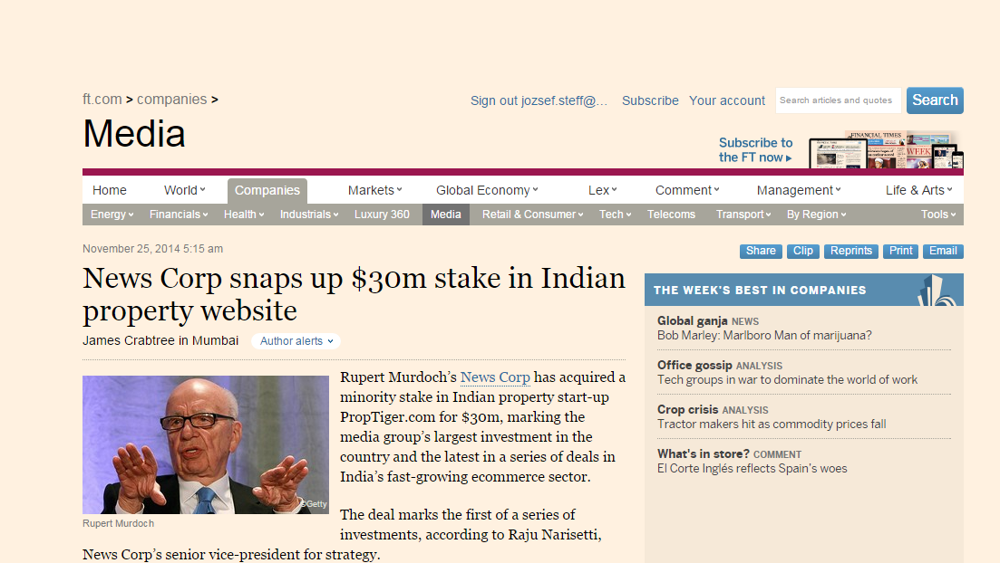 ft.com > companies >
Sign out jozsef.steff@... Subscribe Your account Search articles and quotes Search
Media
Subscribe to
the FT now
FINANCIAL TIMES
WEEK
Home World Companies Markets Global Economy Lex Comment Management Life & Arts
Energy Financials Health Industrials Luxury 360 Media Retail & Consumer Tech Telecoms Transport By Region Tools
November 25, 2014 5:15 am
Share Clip Reprints Print Email
News Corp snaps up $30m stake in Indian
property website
James Crabtree in Mumbai Author alerts
Rupert Murdoch's News Corp has acquired a
minority stake in Indian property start-up
PropTiger.com for $30m, marking the
media group's largest investment in the
country and the latest in a series of deals in
India's fast-growing ecommerce sector.
©Getty
Rupert Murdoch
The deal marks the first of a series of
investments, according to Raju Narisetti,
News Corp's senior vice-president for strategy.
THE WEEK'S BEST IN COMPANIES
Global ganja NEWS
Bob Marley: Marlboro Man of marijuana?
Office gossip ANALYSIS
Tech groups in war to dominate the world of work
Crop crisis ANALYSIS
Tractor makers hit as commodity prices fall
What's in store? COMMENT
El Corte Inglés reflects Spain's woes